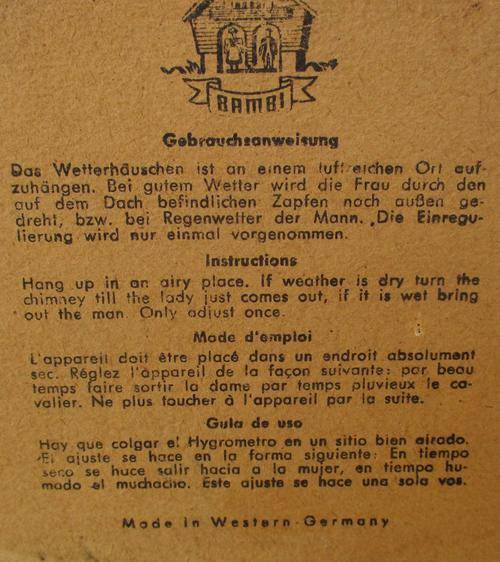 BAMBI
Gebrauchsanweisung
Das Wetterhäuschen ist an einem luftreichen Ort auf-
zuhängen. Bei gutem Wetter wird die Frau durch den
auf dem Dach befindlichen Zapfen nach außen ge-
dreht, bzw. bei Regenwetter der Mann. Die Einregu-
lierung wird nur einmal vorgenommen.
Instructions
Hang up in an airy place. If weather is dry turn the
chimney till the lady just comes out, if it is wet bring
out the man. Only adjust once.
Mode d'emploi
L'appareil doit être placé dans un endroit absolument
sec. Réglez l'appareil de la façon suivante: par beau
temps faire sortir la dame par temps pluvieux le ca-
valier. Ne plus toucher à l'appareil par la suite.
Guia de uso
Hay que colgar el Hygrometro en un sitio bien airado.
El ajuste se hace en la forma siguiente: En tiempo
seco se huce salir hacia a la mujer, en tiempo hu-
modo el muchacho. Este ajuste se hace una sola vos.
Made in Western-Germany